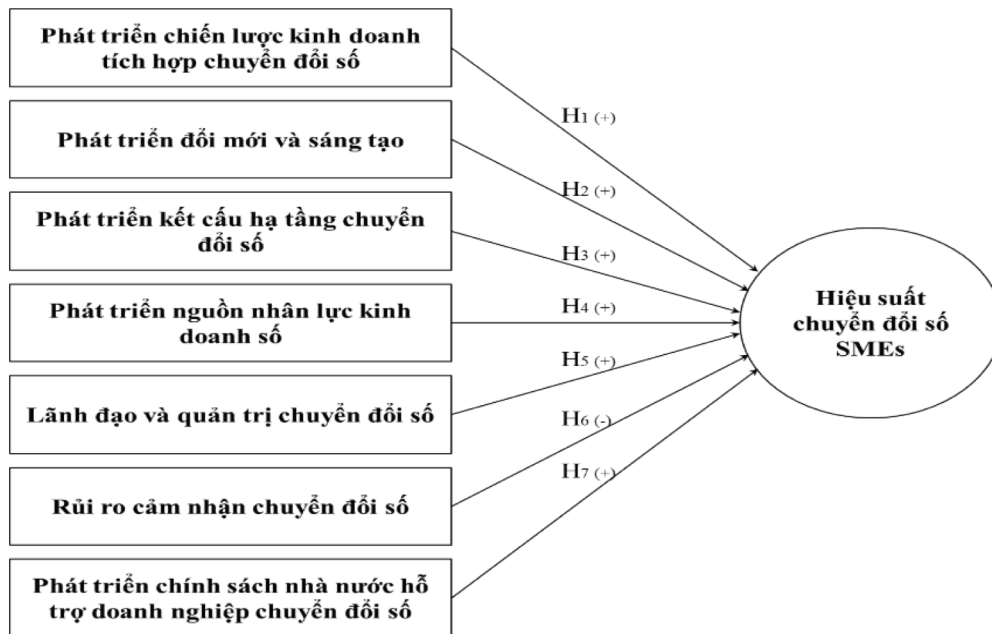 Phát triển chiến lược kinh doanh
tích hợp chuyển đổi số
Phát triển đổi mới và sáng tạo
Phát triển kết cấu hạ tầng chuyển
đổi số
Phát triển nguồn nhân lực kinh
doanh số
Lãnh đạo và quản trị chuyển đổi số
Rủi ro cảm nhận chuyển đổi số
Phát triển chính sách nhà nước hỗ
trợ doanh nghiệp chuyển đổi số
H1 (+)
H2 (+)
H3 (+)
H4 (+)
H5 (+)
H6 (-)
H7 (+)
Hiệu suất
chuyển đổi số
SMEs